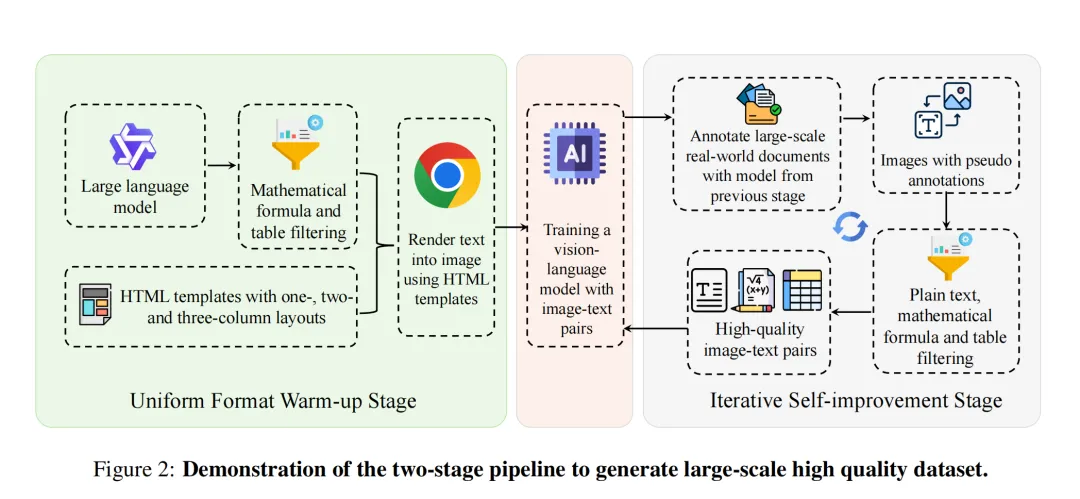 Large language
model
Mathematical
formula and
table filtering
HTML templates with one-, two-
and three-column layouts
Render text
into image
using HTML
templates
Uniform Format Warm-up Stage
AI
Training a
vision-
language
model with
image-text
pairs
Annotate large-scale
real-world documents
with model from
previous stage
T
Images with pseudo
annotations
Plain text,
mathematical
formula and table
filtering
T
√4
(x+y)
=
High-quality
image-text pairs
Iterative Self-improvement Stage
Figure 2: Demonstration of the two-stage pipeline to generate large-scale high quality dataset.